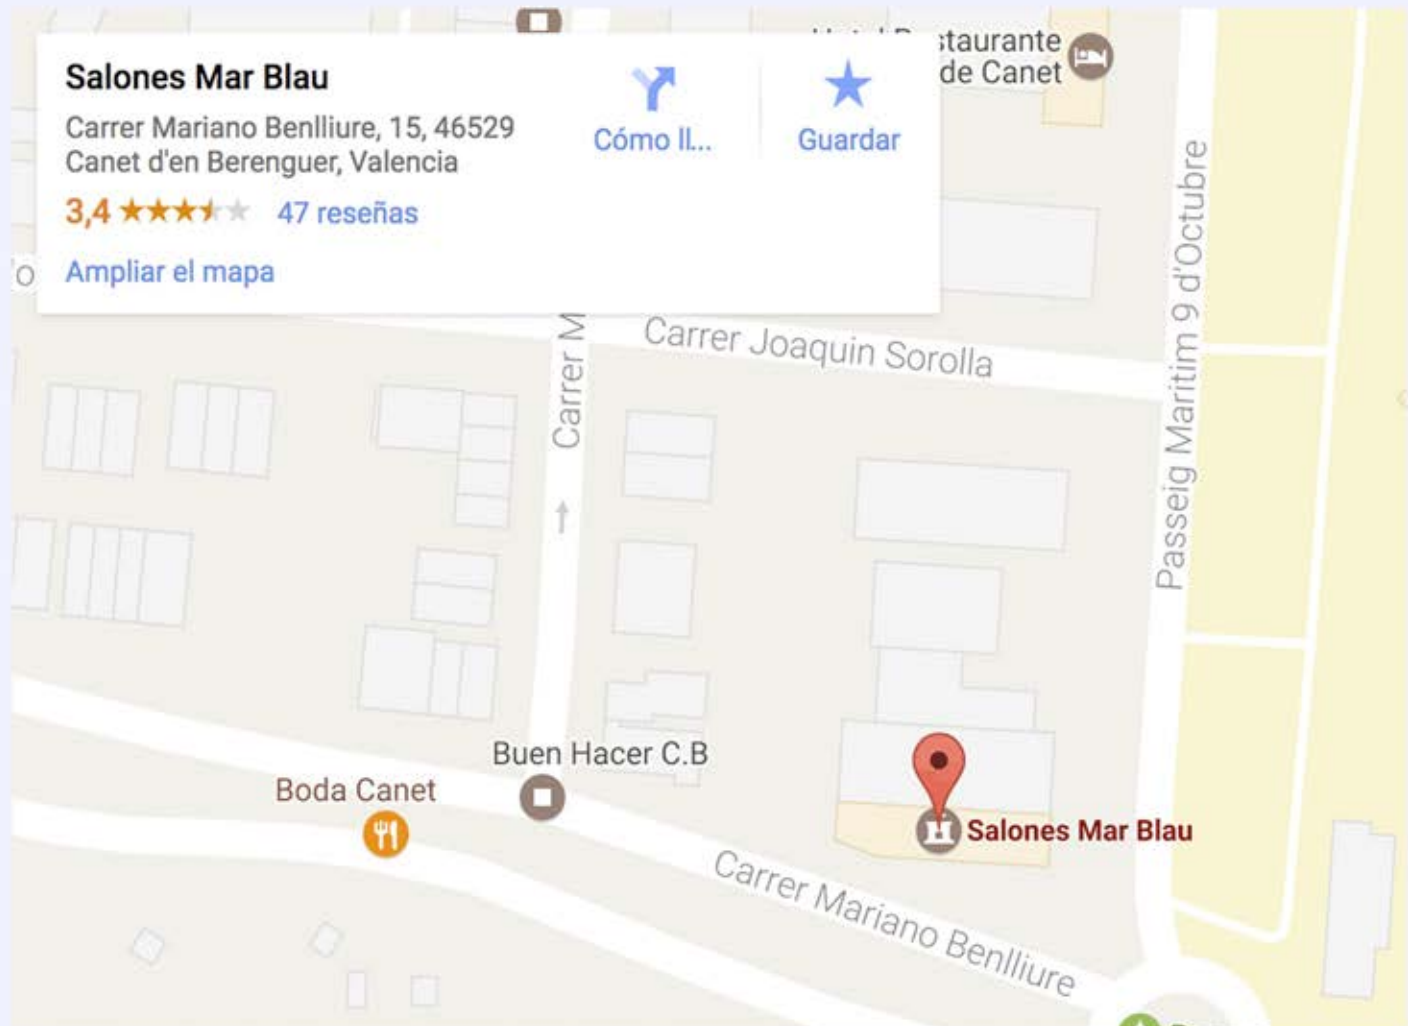 Salones Mar Blau
Carrer Mariano Benlliure, 15, 46529
Canet d'en Berenguer, Valencia
3,4
47 reseñas
Ampliar el mapa
Cómo ll...
Guardar
de Canet
Passeig Marítim 9 d'Octubre
Carrer Joaquin Sorolla
Carrer M
Buen Hacer C.B
Boda Canet
Salones Mar Blau
Carrer Mariano Benlliure